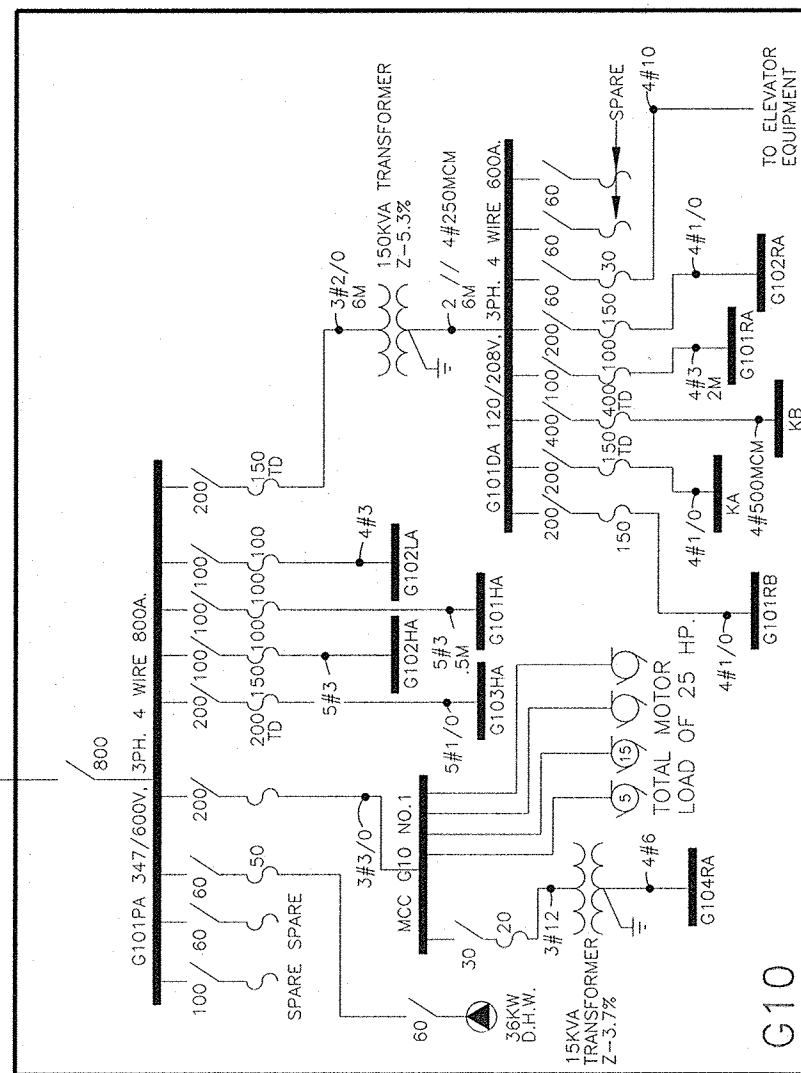 800
G101PA 347/600V, 3PH. 4 WIRE 800A.
100
60
60
200
200/100/100/100
200
50
200
TD
150
100
100
100
150
TD
SPARE SPARE
60
36KW
D.H.W.
3#3/0
5#1/0
G103HA
5#3
G102HA
5#3
.5M
G101HA
4#3
G102LA
3#2/0
6M
150KVA TRANSFORMER
Z-5.3%
2 // 4#250MCM
6M
MCC G10 NO.1
30
20
3#12
15KVA
TRANSFORMER
Z-3.7%
4#6
G104RA
5
15
TOTAL MOTOR
LOAD OF 25 HP.
G101DA 120/208V, 3PH. 4 WIRE 600A.
200/200/400/100/200/60
60
60
150
150
TD
400
TD
100
150
30
SPARE
4#10
TO ELEVATOR
EQUIPMENT
4#1/0
G101RB
4#1/0
KA
4#500MCM
KB
4#3
2M
G101RA
4#1/0
G102RA
G10